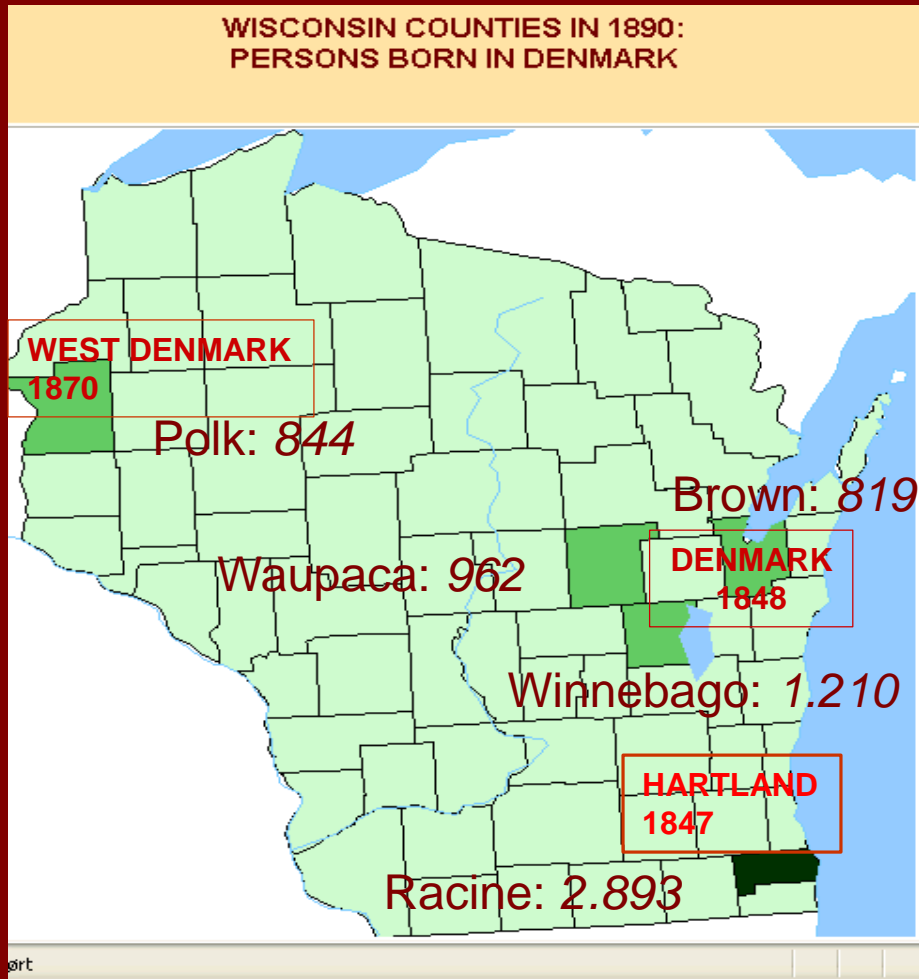 WISCONSIN COUNTIES IN 1890:
PERSONS BORN IN DENMARK
WEST DENMARK
1870
Polk: 844
Brown: 819
DENMARK
1848
Waupaca: 962
Winnebago: 1.210
HARTLAND
1847
Racine: 2.893
ørt